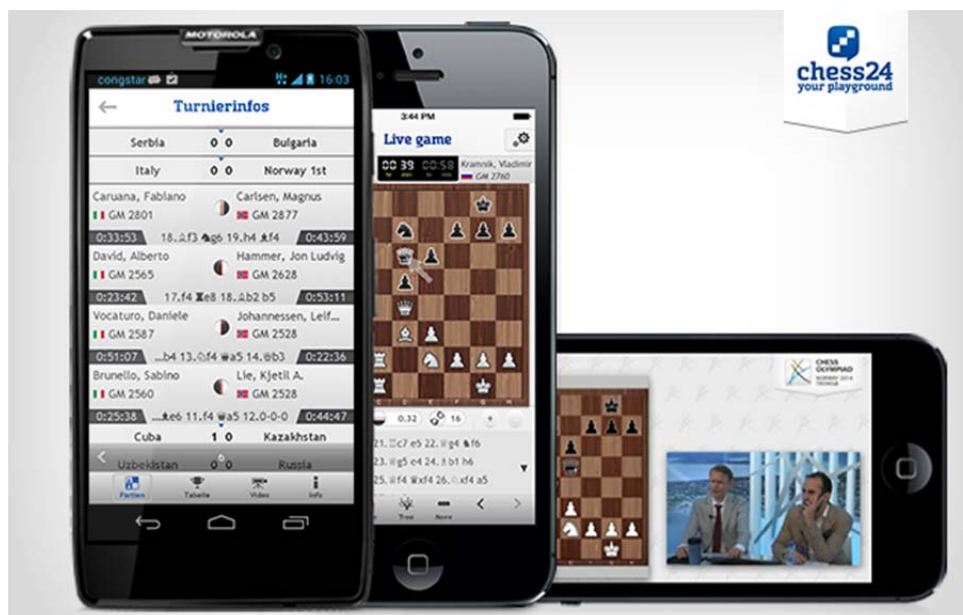 MOTOROLA
congstar 16:03
Turnierinfos
Serbia 0 0 Bulgaria
Italy 0 0 Norway 1st
Caruana, Fabiano Carlsen, Magnus
GM 2801 GM 2877
0:33:53 18.♗f3 ♞g6 19.h4 ♝f4 0:43:59
David, Alberto Hammer, Jon Ludvig
GM 2565 GM 2628
0:23:42 17.f4 ♜e8 18.♗b2 b5 0:53:11
Vocaturo, Daniele Johannessen, Leif...
GM 2587 GM 2528
0:51:07 ...b4 13.♘f4 ♛a5 14.♕b3 0:22:36
Brunello, Sabino Lie, Kjetil A.
GM 2560 GM 2528
0:25:38 ...♝e6 11.f4 ♛a5 12.0-0-0 0:44:47
Cuba 1 0 Kazakhstan
Uzbekistan 0 0 Russia
Partien Tabelle Video Info
3:44 PM
Live game
00 39 00:58 Kramnik, Vladimir
GM 2760
0.32 16
21.♖c7 e5 22.♕g4 ♞f6
23.♕g5 e4 24.♗b1 h6
25.♕f4 ♛xf4 26.♘xf4 a5
Tree More
chess24
your playground
CHESS
OLYMPIAD
NORWAY 2014
TROMSØ